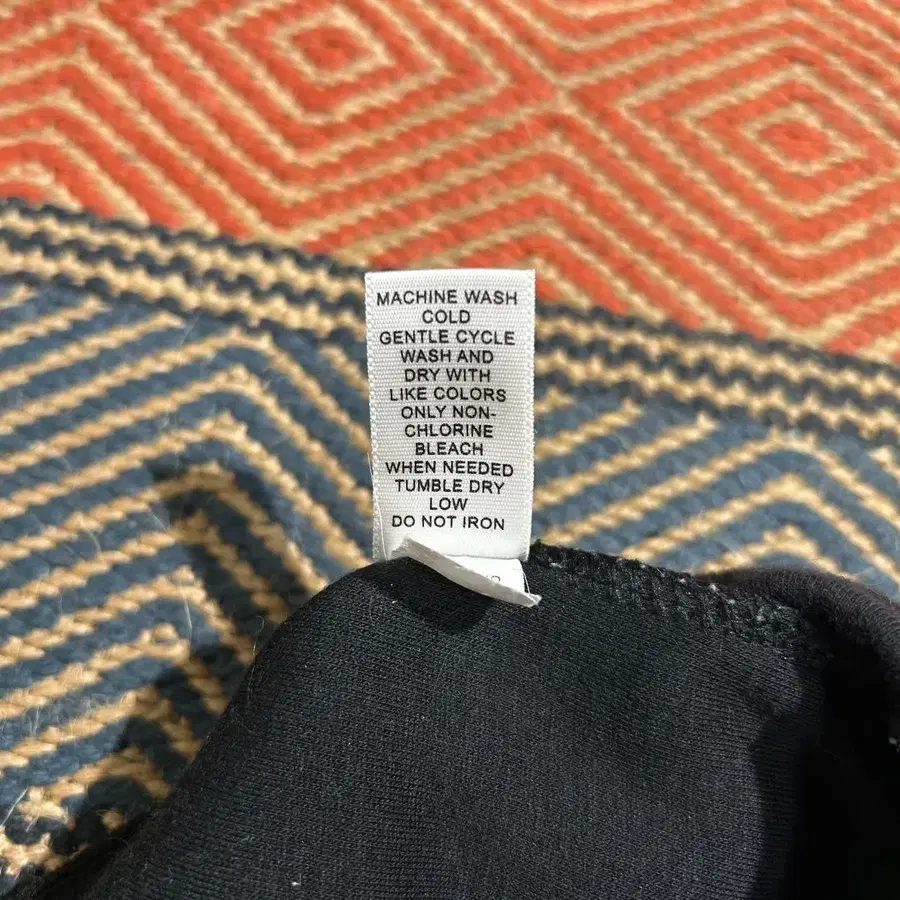 MACHINE WASH
COLD
GENTLE CYCLE
WASH AND
DRY WITH
LIKE COLORS
ONLY NON-
CHLORINE
BLEACH
WHEN NEEDED
TUMBLE DRY
LOW
DO NOT IRON